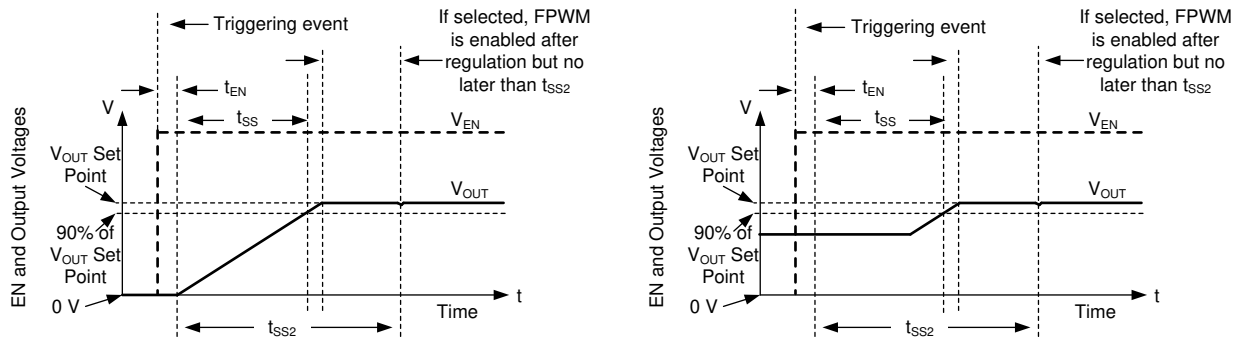 Triggering event
If selected, FPWM
is enabled after
regulation but no
later than tSS2
tEN
tSS
V
VEN
VOUT Set
Point
VOUT
90% of
VOUT Set
Point
0 V
t
Time
tSS2
EN and Output Voltages
Triggering event
If selected, FPWM
is enabled after
regulation but no
later than tSS2
tEN
tSS
V
VEN
VOUT Set
Point
VOUT
90% of
VOUT Set
Point
0 V
t
Time
tSS2
EN and Output Voltages